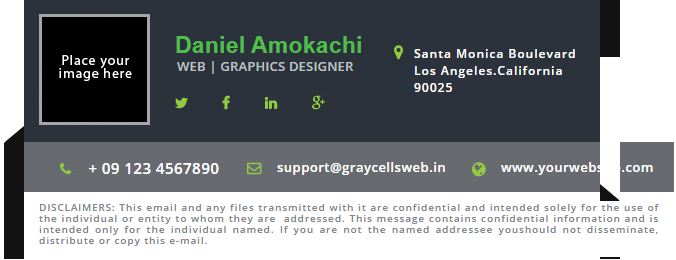 Place your
image here
Daniel Amokachi
WEB | GRAPHICS DESIGNER
Santa Monica Boulevard
Los Angeles.California
90025
+ 09 123 4567890
support@graycellsweb.in
DISCLAIMERS: This email and any files transmitted with it are confidential and intended solely for the use of
the individual or entity to whom they are addressed. This message contains confidential information and is
intended only for the individual named. If you are not the named addressee youshould not disseminate,
distribute or copy this e-mail.